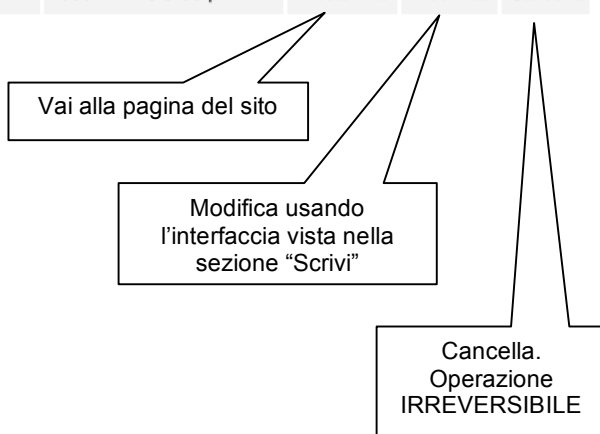 Vai alla pagina del sito
Modifica usando
l’interfaccia vista nella
sezione “Scrivi”
Cancella.
Operazione
IRREVERSIBILE